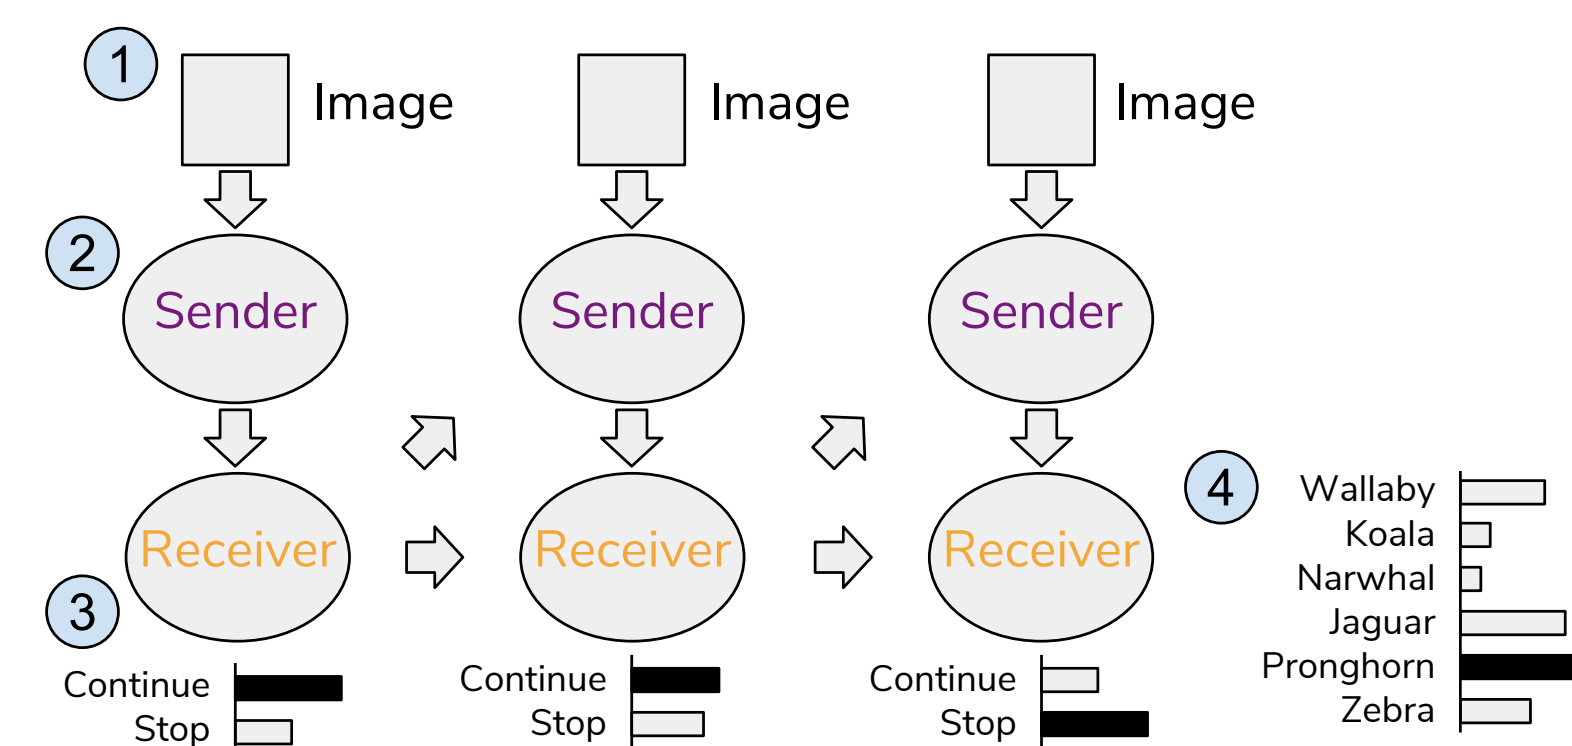 1
Image
Image
Image
2
Sender
Sender
Sender
Receiver
Receiver
Receiver
3
Continue
Stop
Continue
Stop
Continue
Stop
4
Wallaby
Koala
Narwhal
Jaguar
Pronghorn
Zebra